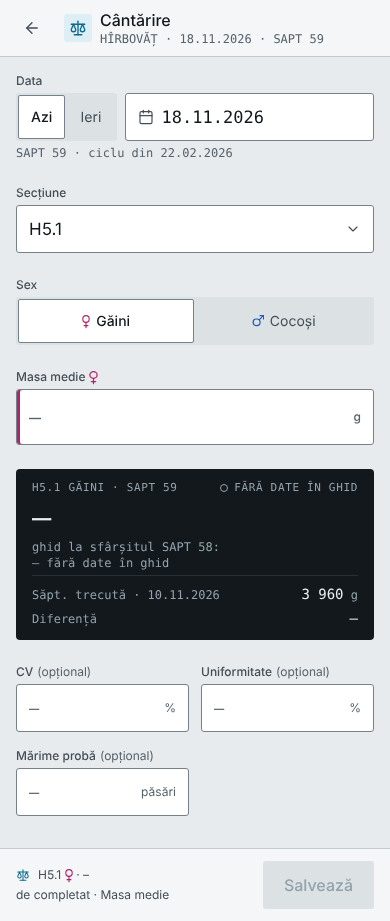 Cântărire
HÎRBOVĂȚ · 18.11.2026 · SAPT 59
Data
Azi
Ieri
18.11.2026
SAPT 59 · ciclu din 22.02.2026
Secțiune
H5.1
Sex
♀ Găini
♂ Cocoși
Masa medie ♀
—
g
H5.1 GĂINI · SAPT 59
○ FĂRĂ DATE ÎN GHID
—
ghid la sfârșitul SAPT 58:
— fără date în ghid
Săpt. trecută · 10.11.2026
3 960 g
Diferență
—
CV (opțional)
Uniformitate (opțional)
— %
— %
Mărime probă (opțional)
— păsări
H5.1 ♀ · –
de completat · Masa medie
Salvează